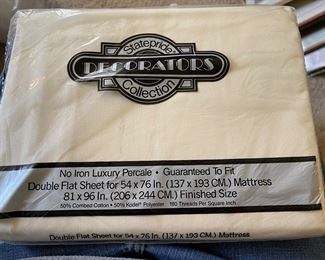 Statepride
DECORATORS
Collection
No Iron Luxury Percale • Guaranteed To Fit
Double Flat Sheet for 54 x 76 In. (137 x 193 CM.) Mattress
81 x 96 In. (206 x 244 CM.) Finished Size
50% Combed Cotton • 50% Kodel® Polyester 180 Threads Per Square Inch
Double Flat Sheet for 54 x 76 In. (137 x 193 CM.) Mattress